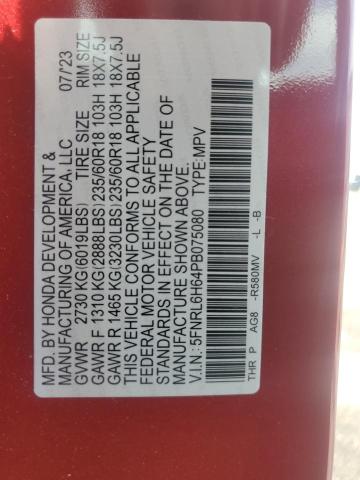 MFD. BY HONDA DEVELOPMENT &
MANUFACTURING OF AMERICA, LLC 07/23
GVWR 2730 KG(6019LBS) TIRE SIZE RIM SIZE
GAWR F 1310 KG(2888LBS)235/60R18 103H 18X7.5J
GAWR R 1465 KG(3230LBS)235/60R18 103H 18X7.5J
THIS VEHICLE CONFORMS TO ALL APPLICABLE
FEDERAL MOTOR VEHICLE SAFETY
STANDARDS IN EFFECT ON THE DATE OF
MANUFACTURE SHOWN ABOVE.
V.I.N.: 5FNRL6H64PB075080 TYPE: MPV
THR P AG8 -R580MV -L -B